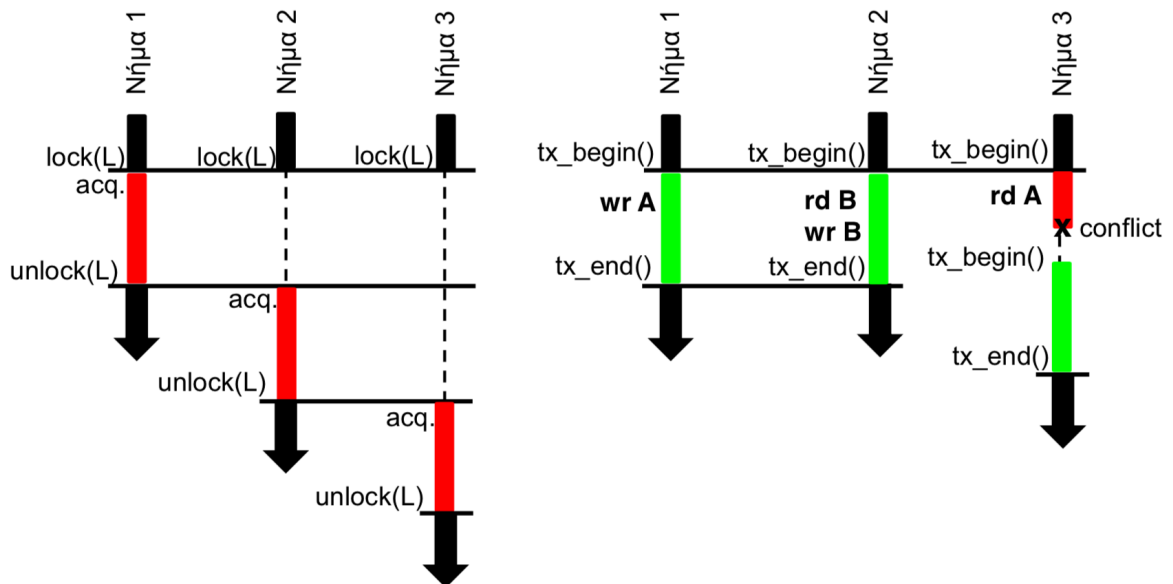 Νήμα 1
Νήμα 2
Νήμα 3
lock(L)
lock(L)
lock(L)
acq.
unlock(L)
acq.
unlock(L)
acq.
unlock(L)
Νήμα 1
Νήμα 2
Νήμα 3
tx_begin()
tx_begin()
tx_begin()
wr A
rd B
wr B
rd A
x conflict
tx_begin()
tx_end()
tx_end()
tx_end()